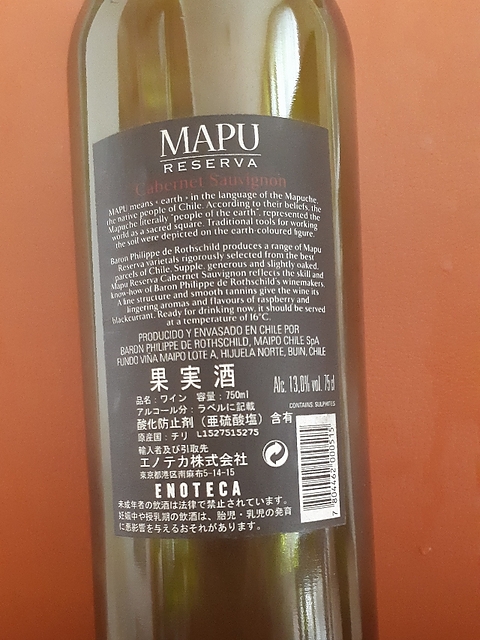 MAPU
RESERVA
Cabernet Sauvignon
MAPU means « earth » in the language of the Mapuche,
the native people of Chile. According to their beliefs, the
Mapuche literally "people of the earth", represented the
world as a sacred square. Traditional tools for working
the soil were depicted on the earth-coloured figure.
Baron Philippe de Rothschild produces a range of Mapu
Reserva varietals rigorously selected from the best
parcels of Chile. Supple, generous and slightly oaked,
Mapu Reserva Cabernet Sauvignon reflects the skill and
know-how of Baron Philippe de Rothschild's winemakers.
A fine structure and smooth tannins give the wine its
lingering aromas and flavours of raspberry and
blackcurrant. Ready for drinking now, it should be served
at a temperature of 16°C.
PRODUCIDO Y ENVASADO EN CHILE POR
BARON PHILIPPE DE ROTHSCHILD, MAIPO CHILE SpA
FUNDO VIÑA MAIPO LOTE A, HIJUELA NORTE, BUIN, CHILE
果実酒
Alc. 13,0% vol. 75cl
品名：ワイン 容量：750ml
CONTAINS SULPHITES
アルコール分：ラベルに記載
酸化防止剤（亜硫酸塩）含有
原産国：チリ L1527515275
輸入者及び引取先
エノテカ株式会社
東京都港区南麻布5-14-15
ENOTECA
未成年者の飲酒は法律で禁止されています。
妊娠中や授乳期の飲酒は、胎児・乳児の発育
に悪影響を与えるおそれがあります。
7 804462 000515